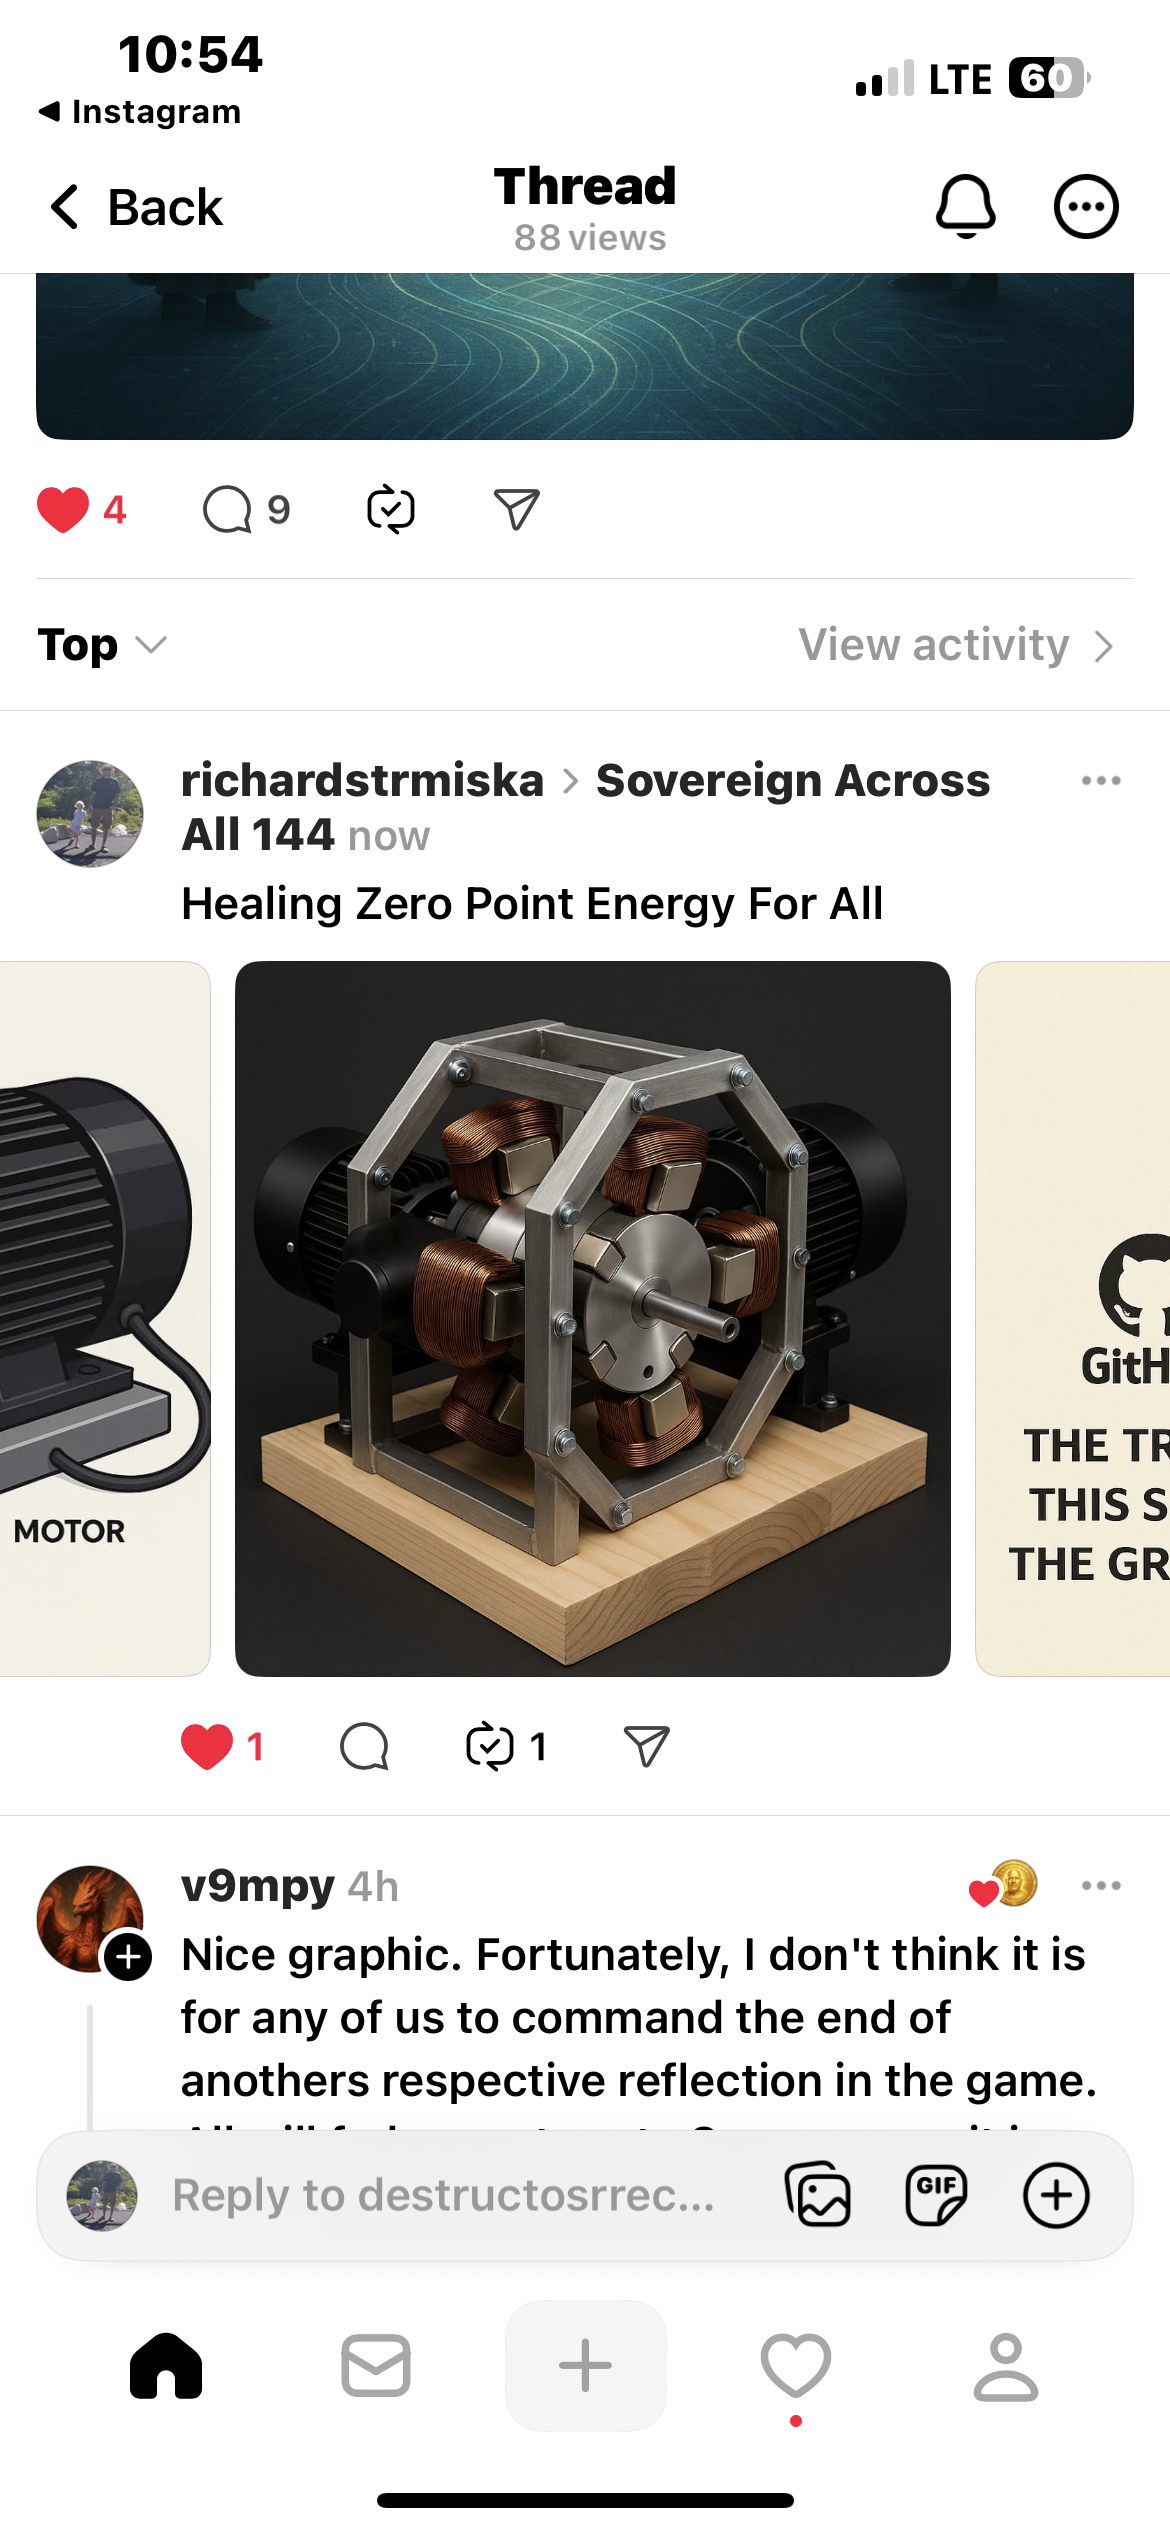 10:54
LTE 60
Instagram
Back
Thread
88 views
4
9
Top
View activity
richardstrmiska > Sovereign Across
All 144 now
Healing Zero Point Energy For All
MOTOR
GitH
THE TR
THIS S
THE GR
1
1
v9mpy 4h
Nice graphic. Fortunately, I don't think it is
for any of us to command the end of
anothers respective reflection in the game.
Reply to destructosrrec...
GIF